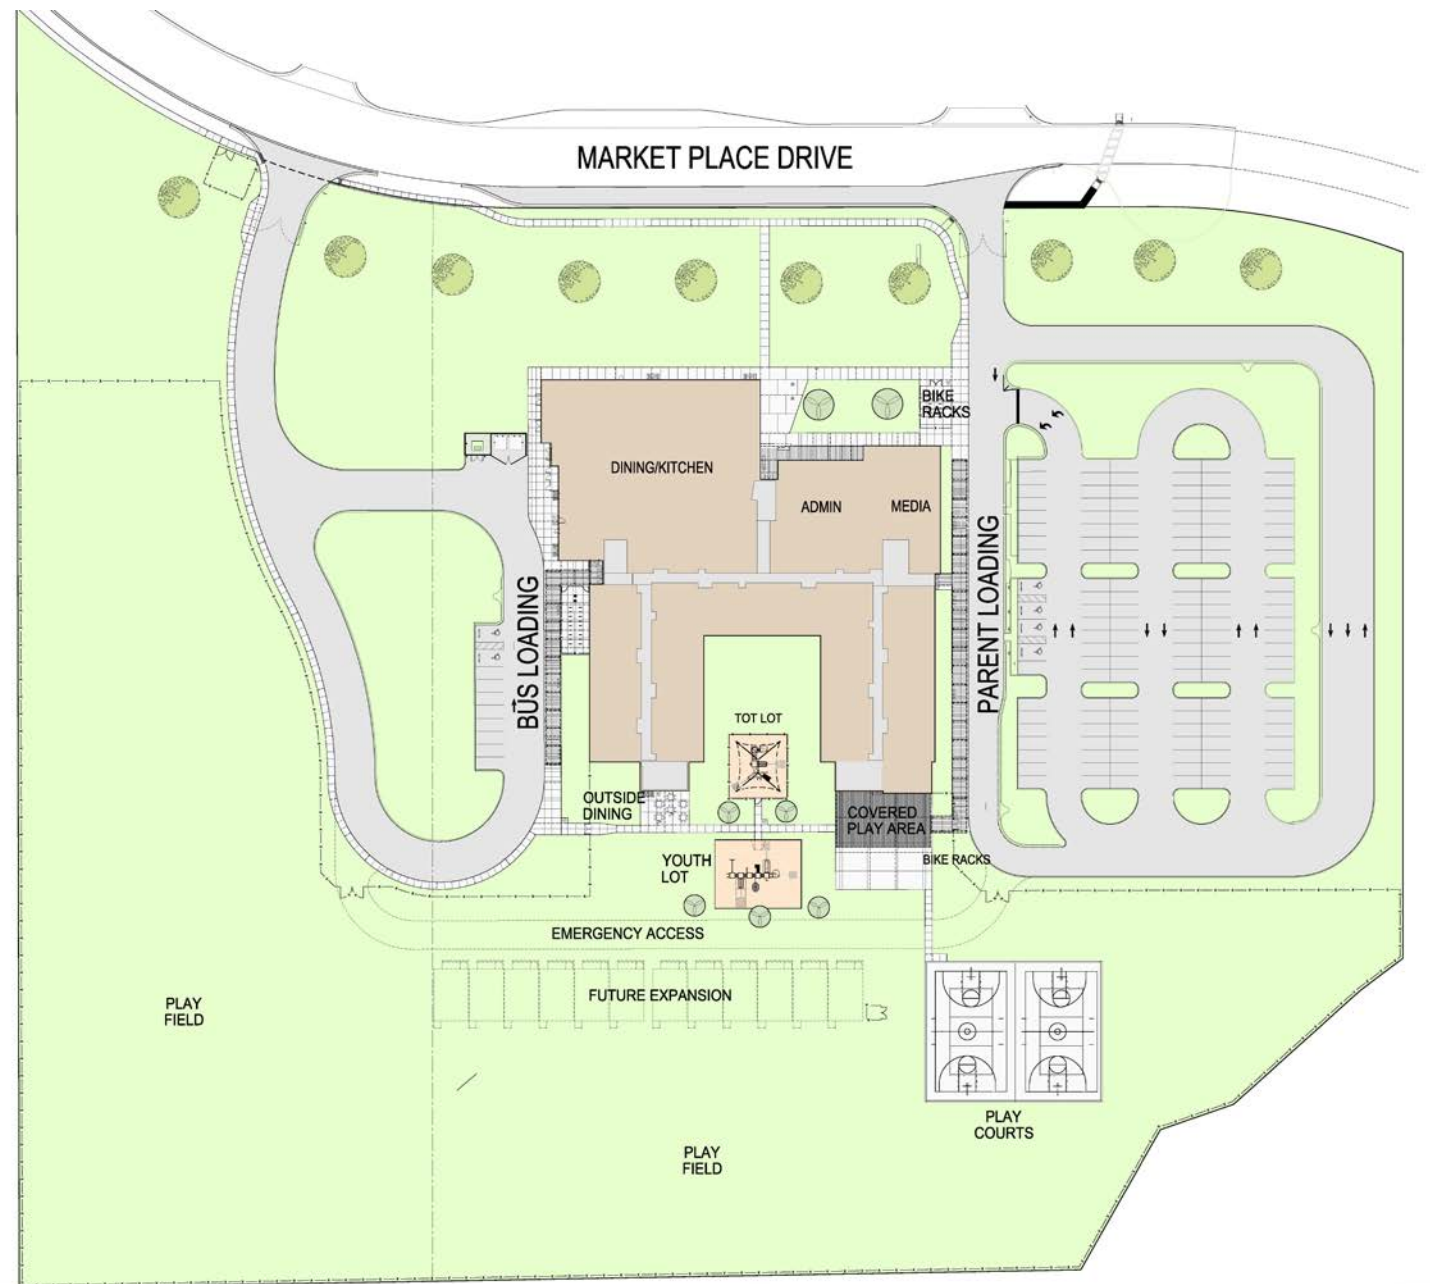 MARKET PLACE DRIVE
BIKE
RACKS
DINING/KITCHEN
ADMIN
MEDIA
BUS LOADING
PARENT LOADING
TOT LOT
OUTSIDE
DINING
COVERED
PLAY AREA
YOUTH
LOT
BIKE RACKS
EMERGENCY ACCESS
FUTURE EXPANSION
PLAY
FIELD
PLAY
COURTS
PLAY
FIELD